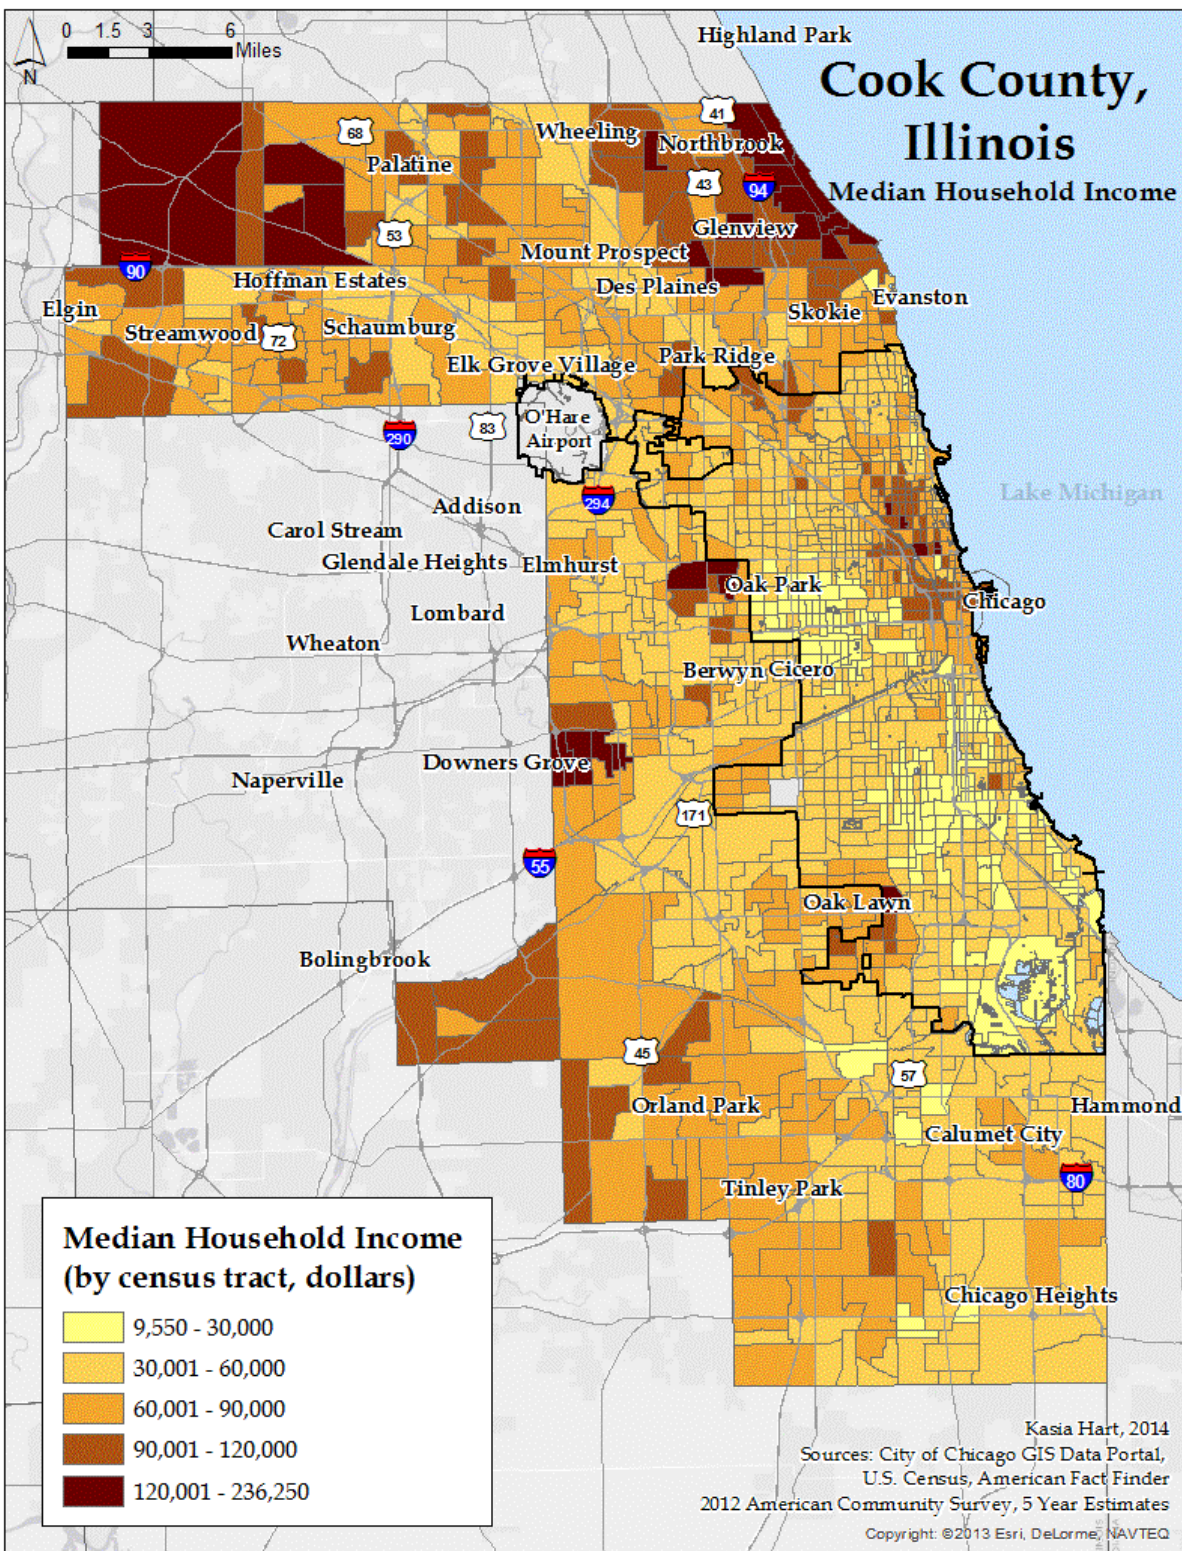 0 1.5 3 6
Miles
N
Highland Park
Cook County,
Illinois
Median Household Income
41
68
Wheeling
Northbrook
Palatine
43
94
53
Glenview
Mount Prospect
90
Hoffman Estates
Des Plaines
Elgin
Evanston
Skokie
Streamwood
72
Schaumburg
Park Ridge
Elk Grove Village
O'Hare
Airport
83
290
294
Lake Michigan
Addison
Carol Stream
Glendale Heights
Elmhurst
Oak Park
Chicago
Lombard
Wheaton
Berwyn
Cicero
Downers Grove
Naperville
171
55
Oak Lawn
Bolingbrook
45
57
Orland Park
Hammond
Calumet City
80
Tinley Park
Chicago Heights
Median Household Income
(by census tract, dollars)
9,550 - 30,000
30,001 - 60,000
60,001 - 90,000
90,001 - 120,000
120,001 - 236,250
Kasia Hart, 2014
Sources: City of Chicago GIS Data Portal,
U.S. Census, American Fact Finder
2012 American Community Survey, 5 Year Estimates
Copyright: ©2013 Esri, DeLorme, NAVTEQ